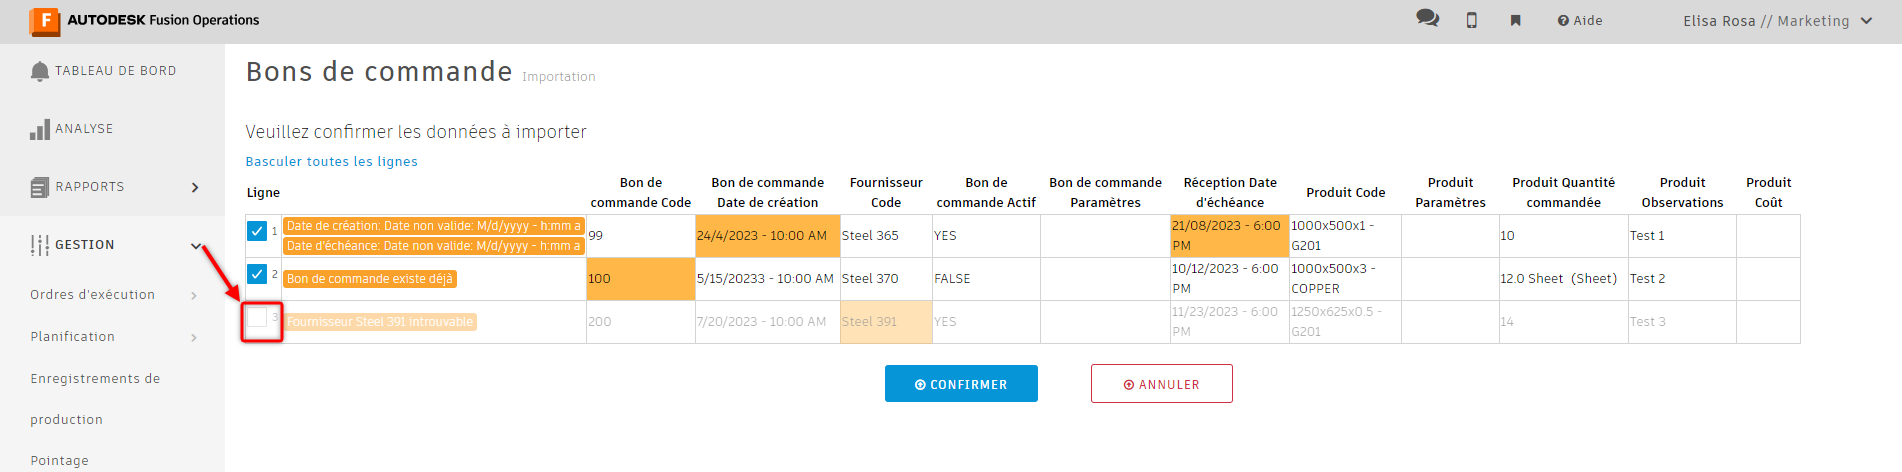 F AUTODESK Fusion Operations
Aide
Elisa Rosa // Marketing
TABLEAU DE BORD
ANALYSE
RAPPORTS
GESTION
Ordres d'exécution
Planification
Enregistrements de
production
Pointage
Bons de commande Importation
Veuillez confirmer les données à importer
Basculer toutes les lignes
Ligne
Bon de
commande Code
Bon de commande
Date de création
Fournisseur
Code
Bon de
commande Actif
Bon de commande
Paramètres
Réception Date
d'échéance
Produit Code
Produit
Paramètres
Produit Quantité
commandée
Produit
Observations
Produit
Coût
1
Date de création: Date non valide: M/d/yyyy - h:mm a
Date d'échéance: Date non valide: M/d/yyyy - h:mm a
99
24/4/2023 - 10:00 AM
Steel 365
YES
21/08/2023 - 6:00
PM
1000x500x1 -
G201
10
Test 1
2
Bon de commande existe déjà
100
5/15/20233 - 10:00 AM
Steel 370
FALSE
10/12/2023 - 6:00
PM
1000x500x3 -
COPPER
12.0 Sheet (Sheet)
Test 2
3
Fournisseur Steel 391 introuvable
200
7/20/2023 - 10:00 AM
Steel 391
YES
11/23/2023 - 6:00
PM
1250x625x0.5 -
G201
14
Test 3
CONFIRMER
ANNULER